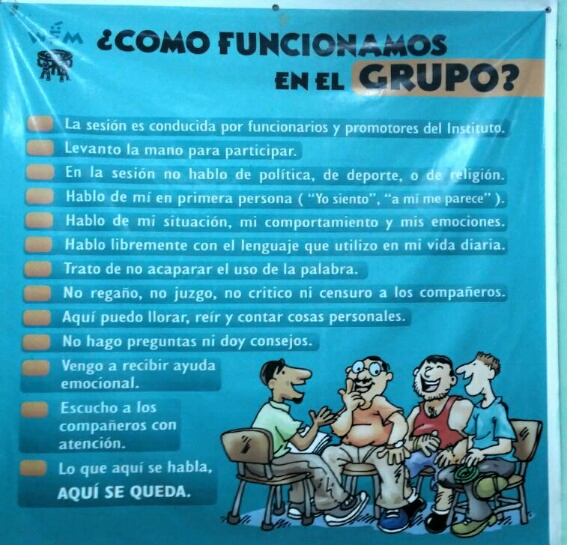 WËM
¿COMO FUNCIONAMOS
EN EL GRUPO?
La sesión es conducida por funcionarios y promotores del Instituto.
Levanto la mano para participar.
En la sesión no hablo de política, de deporte, o de religión.
Hablo de mí en primera persona ( “Yo siento”, “a mi me parece” ).
Hablo de mi situación, mi comportamiento y mis emociones.
Hablo libremente con el lenguaje que utilizo en mi vida diaria.
Trato de no acaparar el uso de la palabra.
No regaño, no juzgo, no critico ni censuro a los compañeros.
Aquí puedo llorar, reír y contar cosas personales.
No hago preguntas ni doy consejos.
Vengo a recibir ayuda
emocional.
Escucho a los
compañeros con
atención.
Lo que aquí se habla,
AQUÍ SE QUEDA.